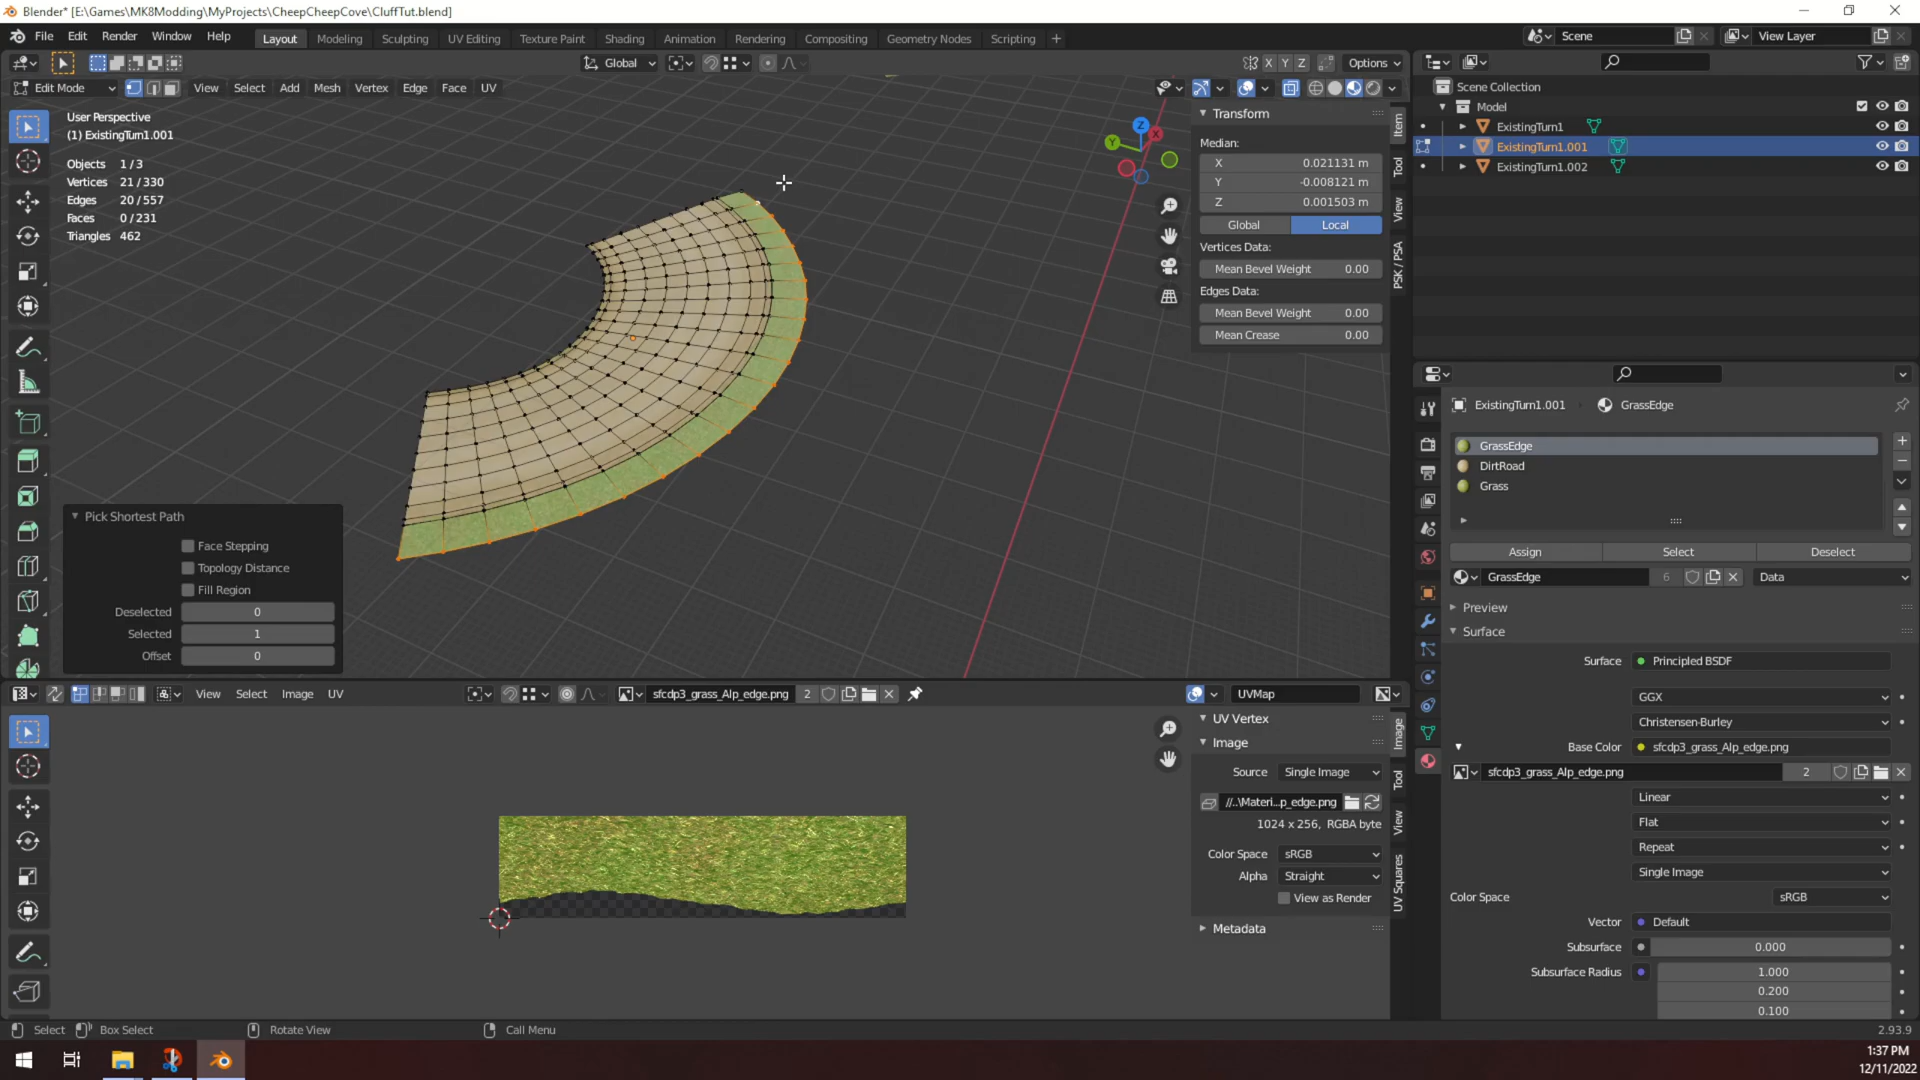 Blender* [E:\Games\MK8Modding\MyProjects\CheepCheepCove\CluffTut.blend]
File Edit Render Window Help Layout Modeling Sculpting UV Editing Texture Paint Shading Animation Rendering Compositing Geometry Nodes Scripting + Scene View Layer
Global X Y Z Options
Edit Mode View Select Add Mesh Vertex Edge Face UV
User Perspective
(1) ExistingTurn1.001
Objects 1 / 3
Vertices 21 / 330
Edges 20 / 557
Faces 0 / 231
Triangles 462
Z
X
Y
Transform
Median:
X 0.021131 m
Y -0.008121 m
Z 0.001503 m
Global Local
Vertices Data:
Mean Bevel Weight 0.00
Edges Data:
Mean Bevel Weight 0.00
Mean Crease 0.00
Item
Tool
View
PSK / PSA
Scene Collection
Model
ExistingTurn1
ExistingTurn1.001
ExistingTurn1.002
Pick Shortest Path
Face Stepping
Topology Distance
Fill Region
Deselected 0
Selected 1
Offset 0
ExistingTurn1.001 GrassEdge
GrassEdge
DirtRoad
Grass
Assign Select Deselect
GrassEdge 6 Data
Preview
Surface
Surface Principled BSDF
GGX
Christensen-Burley
Base Color sfcdp3_grass_Alp_edge.png
sfcdp3_grass_Alp_edge.png 2
Linear
Flat
Repeat
Single Image
Color Space sRGB
Vector Default
Subsurface 0.000
Subsurface Radius 1.000
0.200
0.100
View Select Image UV sfcdp3_grass_Alp_edge.png 2 UVMap
UV Vertex
Image
Source Single Image
//..\Materi...p_edge.png
1024 x 256, RGBA byte
Color Space sRGB
Alpha Straight
View as Render
Metadata
Image
Tool
View
UV Squares
Select Box Select Rotate View Call Menu 2.93.9
1:37 PM
12/11/2022